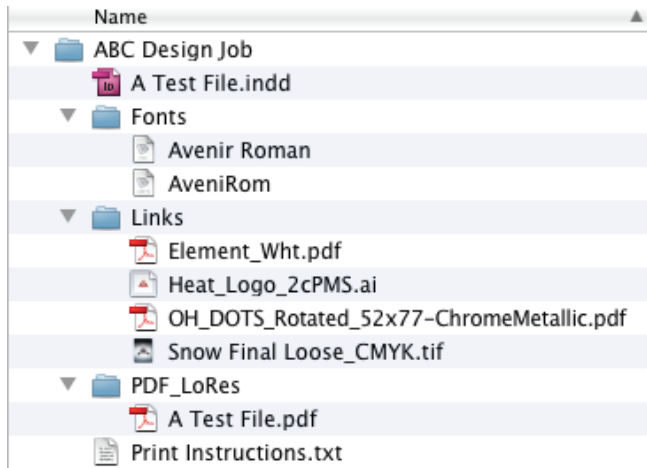 Name
ABC Design Job
A Test File.indd
Fonts
Avenir Roman
AveniRom
Links
Element_Wht.pdf
Heat_Logo_2cPMS.ai
OH_DOTS_Rotated_52x77-ChromeMetallic.pdf
Snow Final Loose_CMYK.tif
PDF_LoRes
A Test File.pdf
Print Instructions.txt